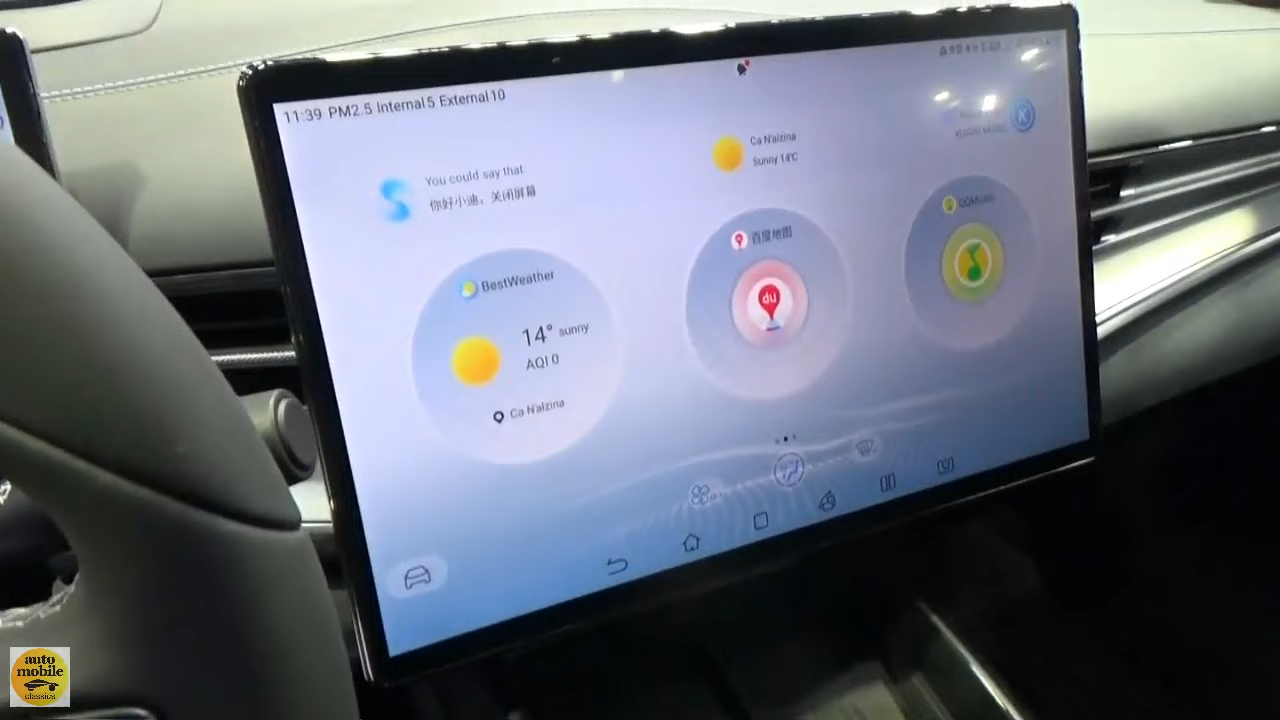 11:39 PM2.5 Internal 5 External 10
You could say that
你好小迪，关闭屏幕
Ca N'alzina
Sunny 14℃
K
BestWeather
14° sunny
AQI 0
Ca N'alzina
百度地图
du
auto
mobile
classics